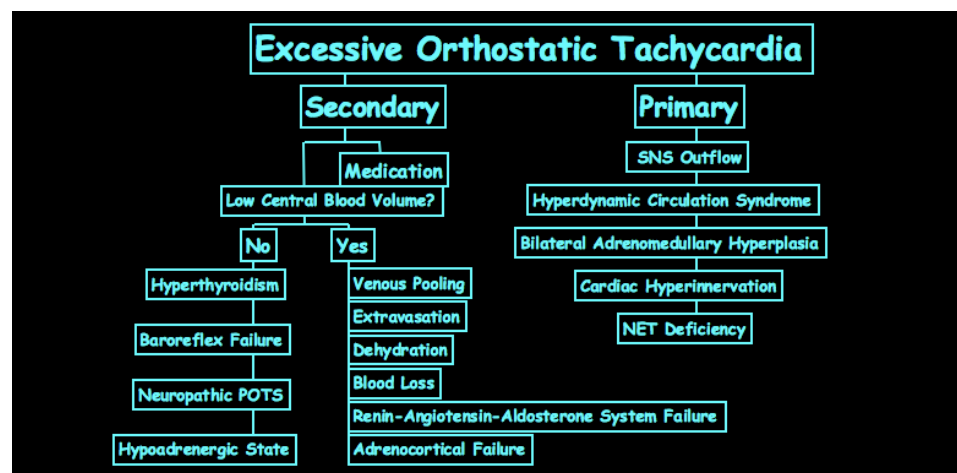 Excessive Orthostatic Tachycardia
Secondary
Primary
Medication
SNS Outflow
Low Central Blood Volume?
Hyperdynamic Circulation Syndrome
No
Yes
Bilateral Adrenomedullary Hyperplasia
Hyperthyroidism
Venous Pooling
Cardiac Hyperinnervation
Extravasation
NET Deficiency
Baroreflex Failure
Dehydration
Blood Loss
Neuropathic POTS
Renin-Angiotensin-Aldosterone System Failure
Hypoadrenergic State
Adrenocortical Failure